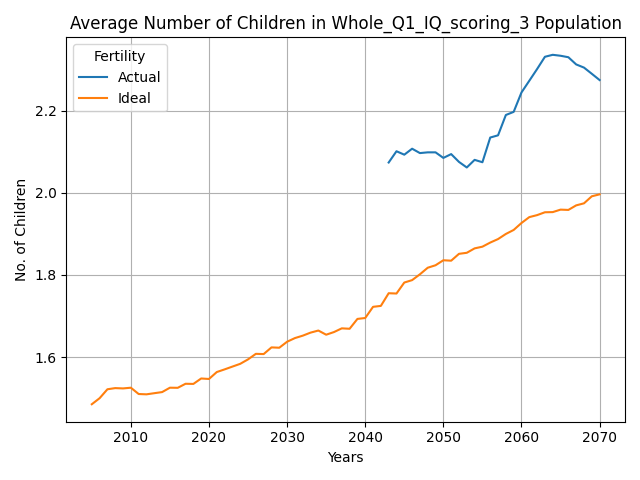 Average Number of Children in Whole_Q1_IQ_scoring_3 Population
Fertility
Actual
Ideal
No. of Children
2.2
2.0
1.8
1.6
2010 2020 2030 2040 2050 2060 2070
Years